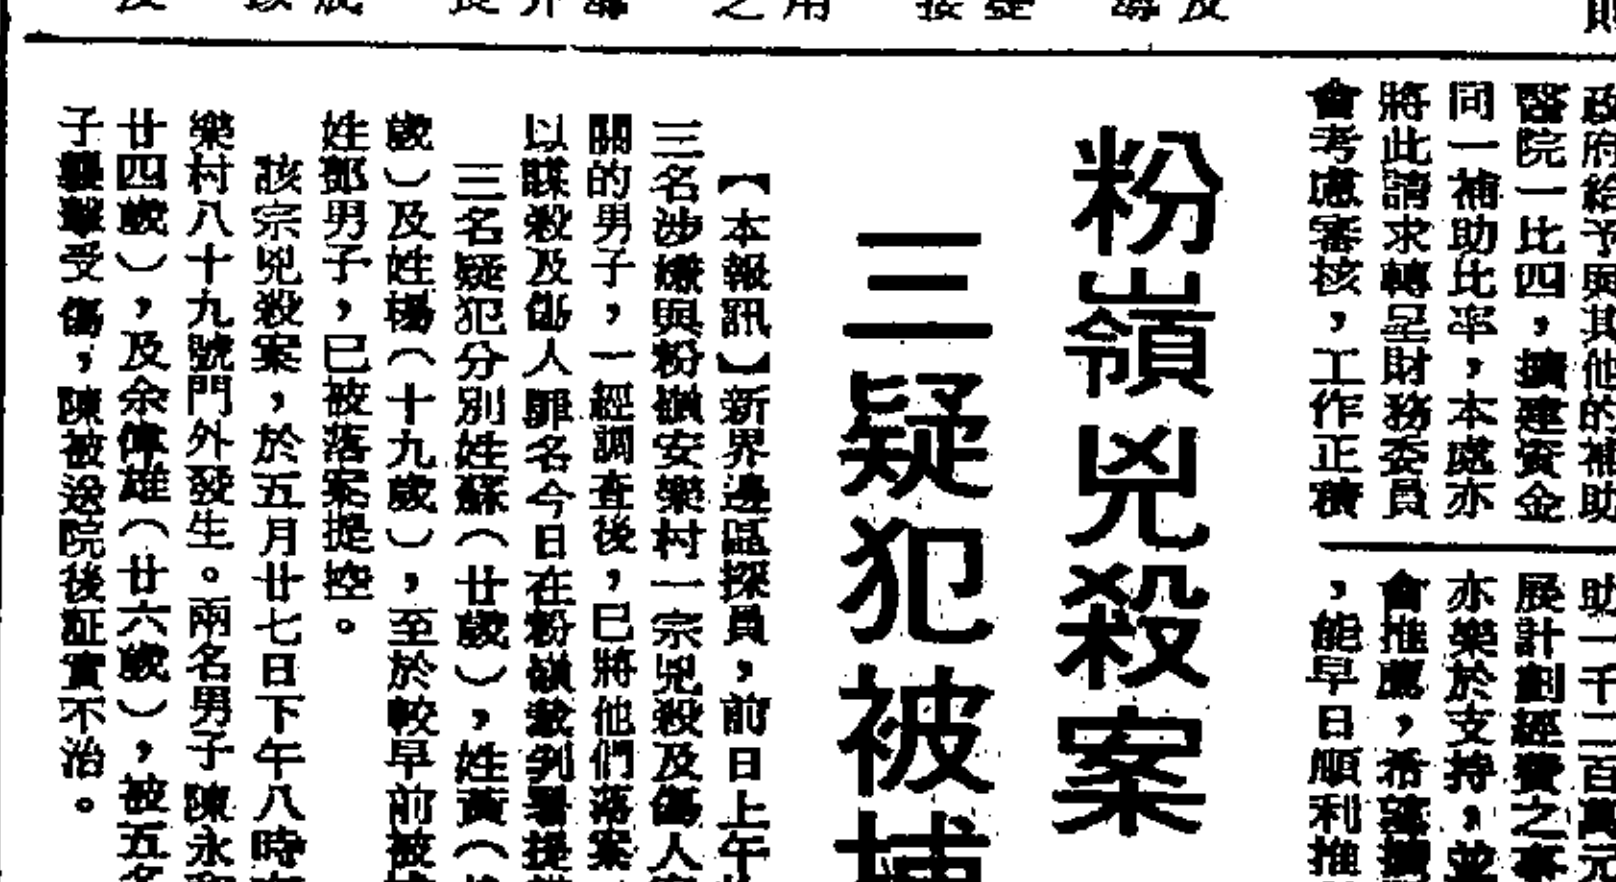 政府給予與其他的補助
醫院一比四，擴建資金
同一補助比率，本處亦
將此請求轉呈財務委員
會考慮審核，工作正積
助一千二百萬元
展計劃經費之事
亦樂於支持，並
會推薦，希望擴
，能早日順利推
粉嶺兇殺案
三疑犯被捕
【本報訊】新界邊區探員，前日上午
三名涉嫌與粉嶺安樂村一宗兇殺及傷人
關的男子，一經調查後，已將他們落案
以謀殺及傷人罪名今日在粉嶺裁判署提
三名疑犯分別姓蘇（廿歲），姓黃（
歲）及姓楊（十九歲），至於較早前被
姓鄧男子，已被落案提控。
該宗兇殺案，於五月廿七日下午八時
樂村八十九號門外發生。兩名男子陳永
廿四歲），及余偉雄（廿六歲），被五名
子襲擊受傷，陳被送院後証實不治。